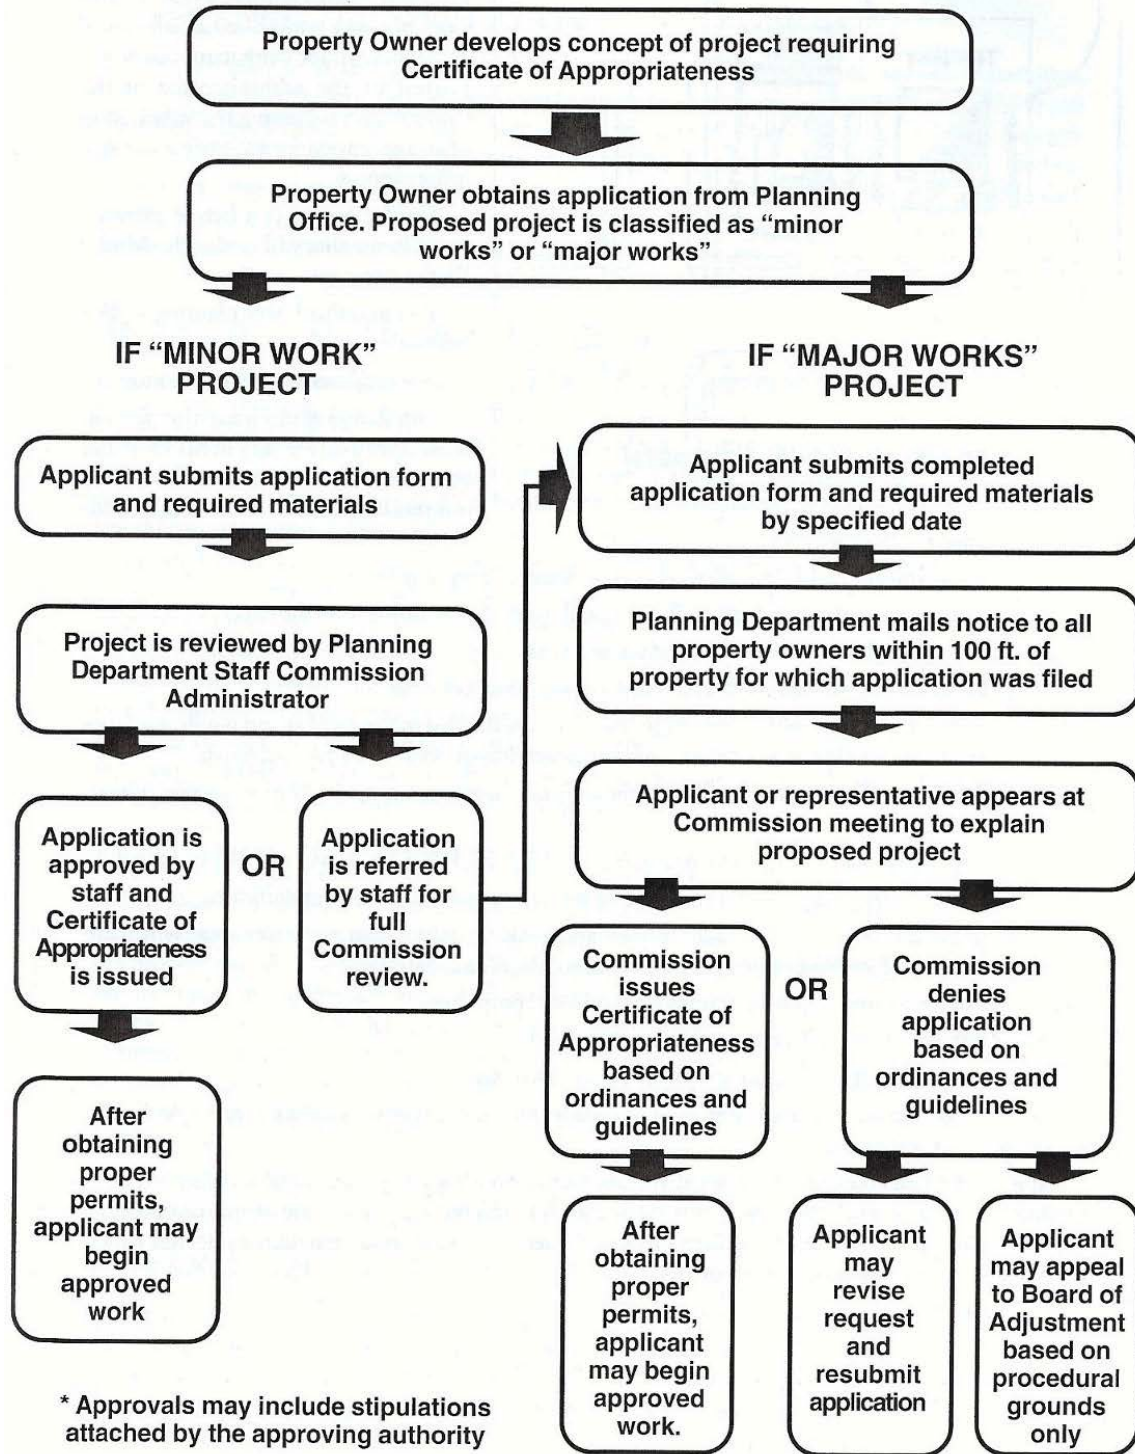 Property Owner develops concept of project requiring
Certificate of Appropriateness
Property Owner obtains application from Planning
Office. Proposed project is classified as “minor
works” or “major works”
IF “MINOR WORK”
PROJECT
Applicant submits application form
and required materials
Project is reviewed by Planning
Department Staff Commission
Administrator
Application is
approved by
staff and
Certificate of
Appropriateness
is issued
OR
Application
is referred
by staff for
full
Commission
review.
After
obtaining
proper
permits,
applicant may
begin
approved
work
IF “MAJOR WORKS”
PROJECT
Applicant submits completed
application form and required materials
by specified date
Planning Department mails notice to all
property owners within 100 ft. of
property for which application was filed
Applicant or representative appears at
Commission meeting to explain
proposed project
Commission
issues
Certificate of
Appropriateness
based on
ordinances and
guidelines
OR
Commission
denies
application
based on
ordinances and
guidelines
After
obtaining
proper
permits,
applicant
may begin
approved
work.
Applicant
may
revise
request
and
resubmit
application
Applicant
may appeal
to Board of
Adjustment
based on
procedural
grounds
only
* Approvals may include stipulations
attached by the approving authority